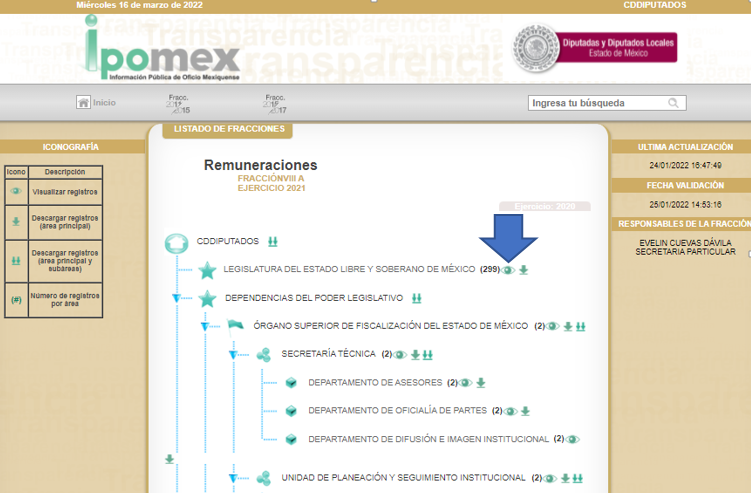 Miércoles 16 de marzo de 2022
CDDIPUTADOS
ipomex
Información Pública de Oficio Mexiquense
Diputadas y Diputados Locales
Estado de México
Inicio
Fracc.
2015
Fracc.
2017
Ingresa tu búsqueda
LISTADO DE FRACCIONES
ICONOGRAFÍA
Icono Descripción
Visualizar registros
Descargar registros
(área principal)
Descargar registros
(área principal y
subáreas)
(#) Número de registros
por área
Remuneraciones
FRACCIÓNVIII A
EJERCICIO 2021
Ejercicio: 2020
CDDIPUTADOS
LEGISLATURA DEL ESTADO LIBRE Y SOBERANO DE MÉXICO (299)
DEPENDENCIAS DEL PODER LEGISLATIVO
ÓRGANO SUPERIOR DE FISCALIZACIÓN DEL ESTADO DE MÉXICO (2)
SECRETARÍA TÉCNICA (2)
DEPARTAMENTO DE ASESORES (2)
DEPARTAMENTO DE OFICIALÍA DE PARTES (2)
DEPARTAMENTO DE DIFUSIÓN E IMAGEN INSTITUCIONAL (2)
UNIDAD DE PLANEACIÓN Y SEGUIMIENTO INSTITUCIONAL (2)
ULTIMA ACTUALIZACIÓN
24/01/2022 16:47:49
FECHA VALIDACIÓN
25/01/2022 14:53:16
RESPONSABLES DE LA FRACCIÓN
EVELIN CUEVAS DÁVILA
SECRETARIA PARTICULAR